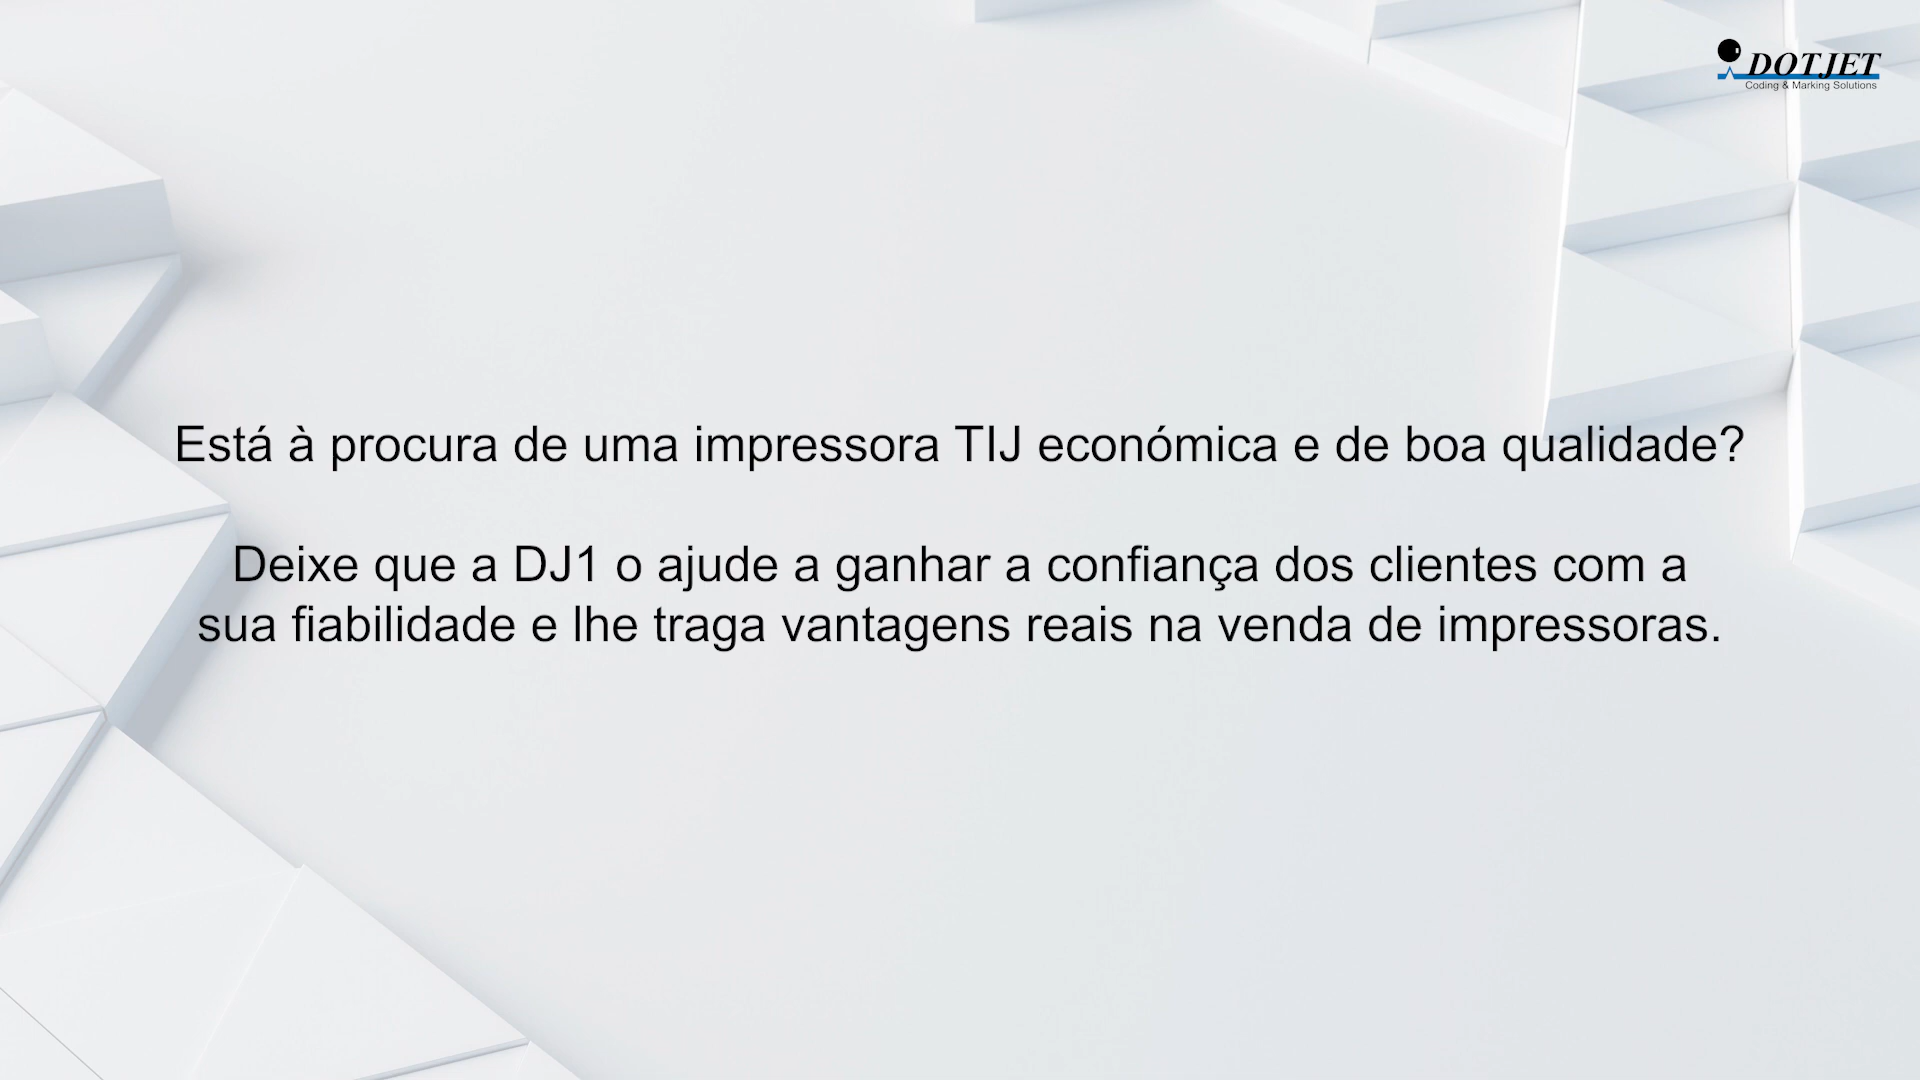 DOTJET
Coding & Marking Solutions
Está à procura de uma impressora TIJ económica e de boa qualidade?
Deixe que a DJ1 o ajude a ganhar a confiança dos clientes com a
sua fiabilidade e lhe traga vantagens reais na venda de impressoras.